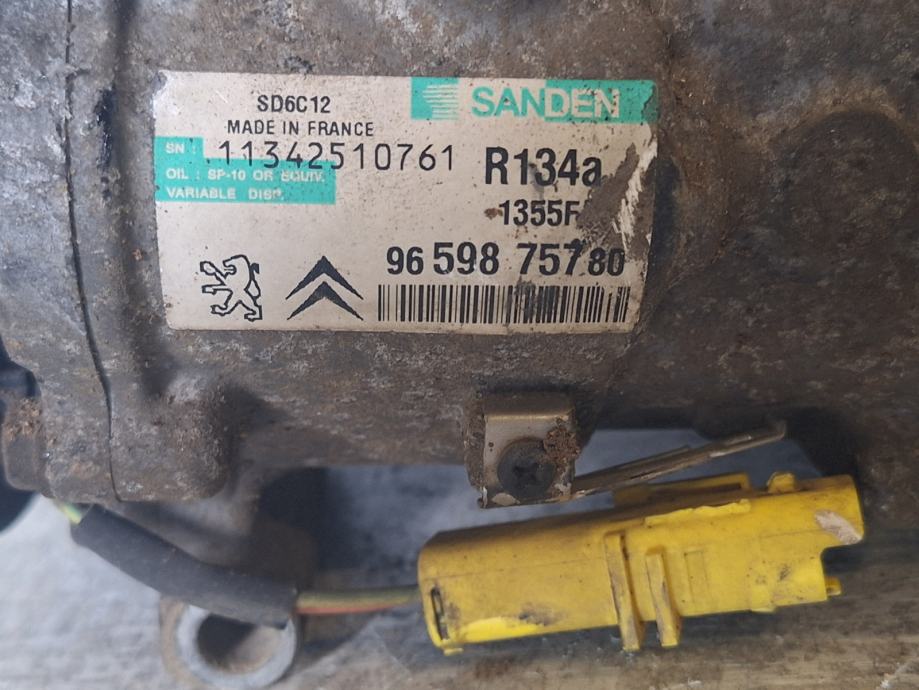 SD6C12
SANDEN
MADE IN FRANCE
SN : 11342510761
R134a
OIL : SP-10 OR EQUIV.
VARIABLE DISP.
1355F
96 598 757 80